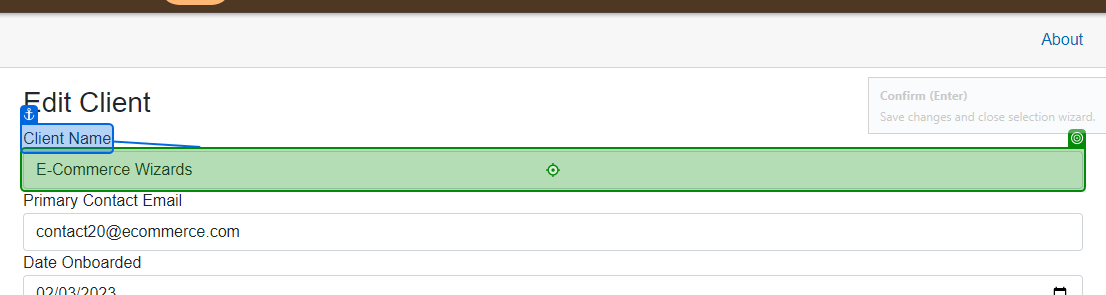 About
Edit Client
Confirm (Enter)
Save changes and close selection wizard.
Client Name
E-Commerce Wizards
Primary Contact Email
contact20@ecommerce.com
Date Onboarded
02/03/2023